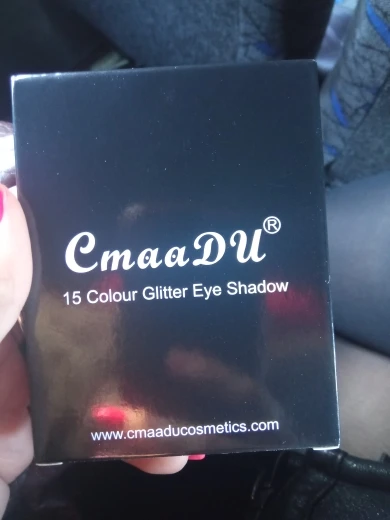 CmaaDU®
15 Colour Glitter Eye Shadow
www.cmaaducosmetics.com